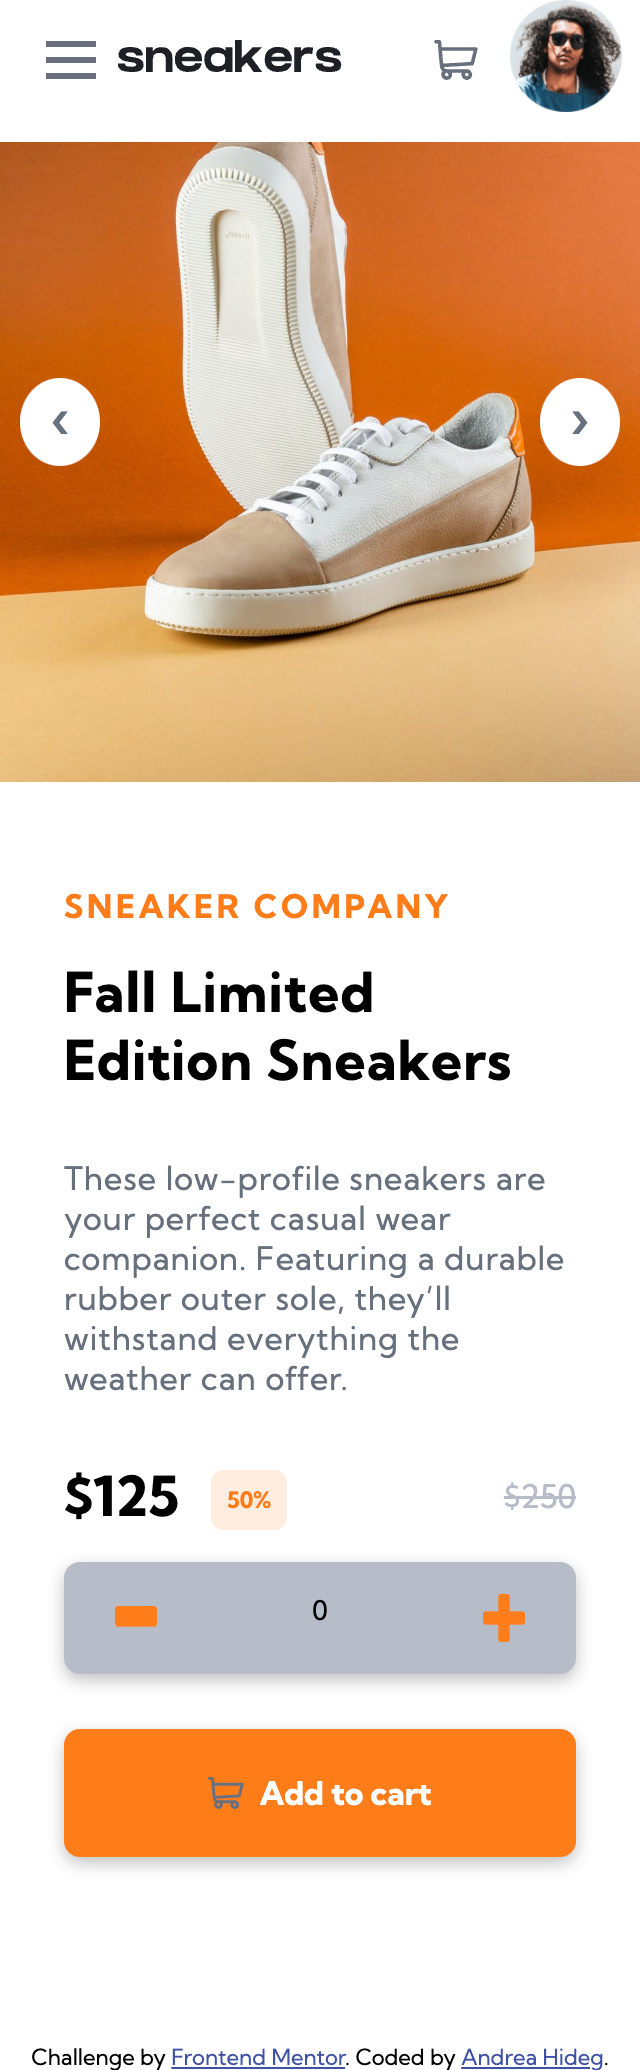 sneakers
SNEAKER COMPANY
Fall Limited
Edition Sneakers
These low-profile sneakers are
your perfect casual wear
companion. Featuring a durable
rubber outer sole, they’ll
withstand everything the
weather can offer.
$125 50% $250
0
Add to cart
Challenge by Frontend Mentor. Coded by Andrea Hideg.